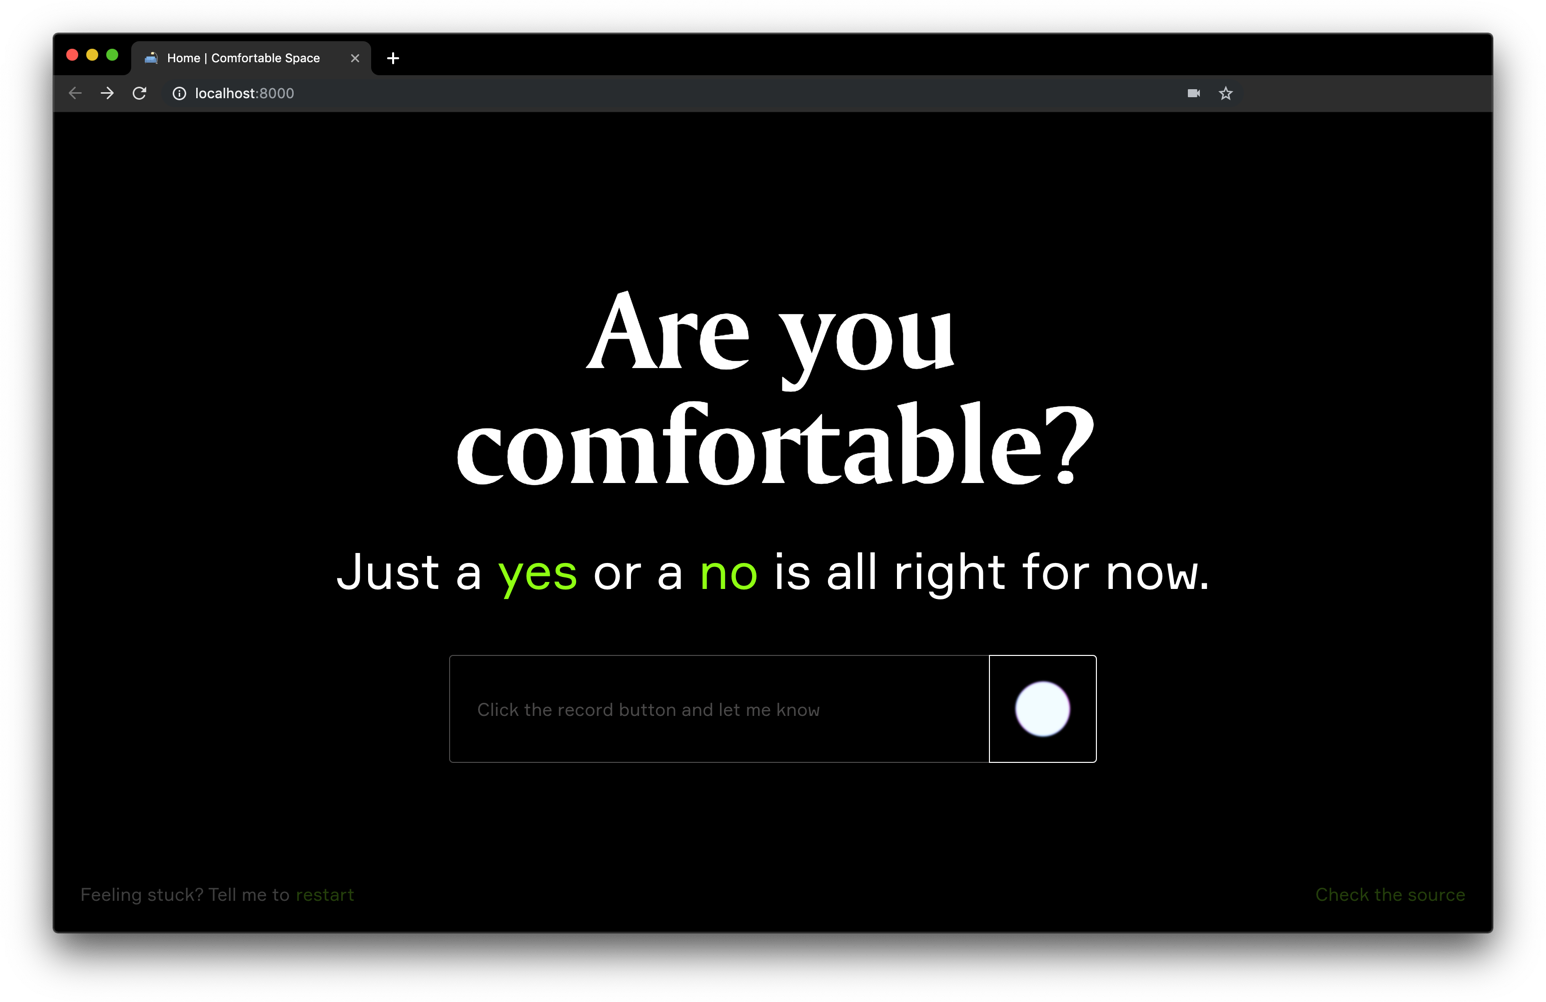 Home | Comfortable Space
localhost:8000
Are you
comfortable?
Just a yes or a no is all right for now.
Click the record button and let me know
Feeling stuck? Tell me to restart
Check the source